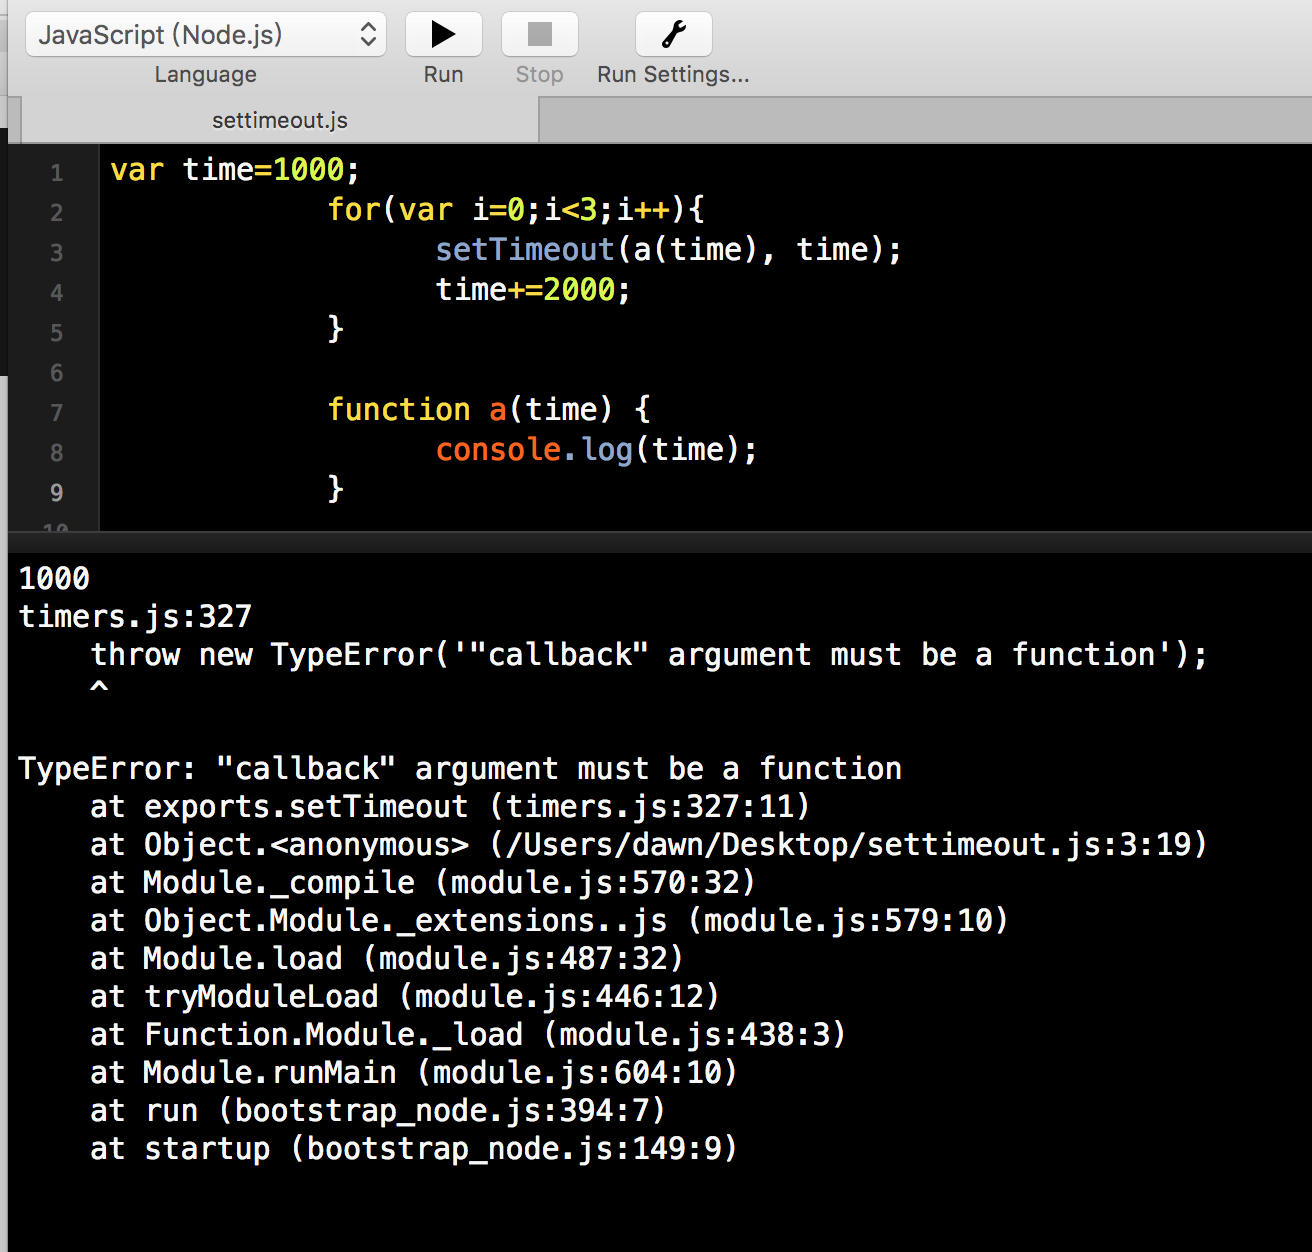 JavaScript (Node.js)
Language
Run
Stop
Run Settings...
settimeout.js
1 var time=1000;
2 for(var i=0;i<3;i++){
3 setTimeout(a(time), time);
4 time+=2000;
5 }
6
7 function a(time) {
8 console.log(time);
9 }
10
1000
timers.js:327
throw new TypeError('"callback" argument must be a function');
^
TypeError: "callback" argument must be a function
at exports.setTimeout (timers.js:327:11)
at Object.<anonymous> (/Users/dawn/Desktop/settimeout.js:3:19)
at Module._compile (module.js:570:32)
at Object.Module._extensions..js (module.js:579:10)
at Module.load (module.js:487:32)
at tryModuleLoad (module.js:446:12)
at Function.Module._load (module.js:438:3)
at Module.runMain (module.js:604:10)
at run (bootstrap_node.js:394:7)
at startup (bootstrap_node.js:149:9)